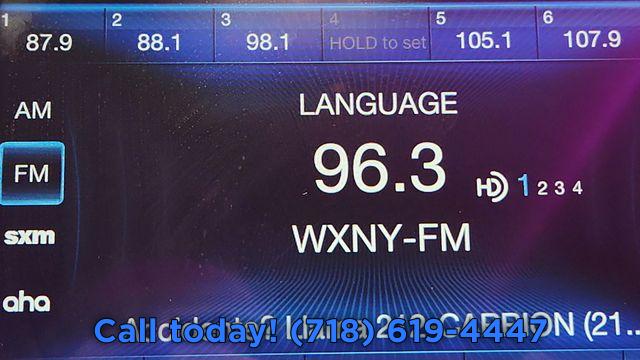 1 2 3 4 5 6
87.9 88.1 98.1 HOLD to set 105.1 107.9
AM
LANGUAGE
FM
96.3 HD 1 2 3 4
sxm
WXNY-FM
aha
CARRION (21...
Call today! (718) 619-4447